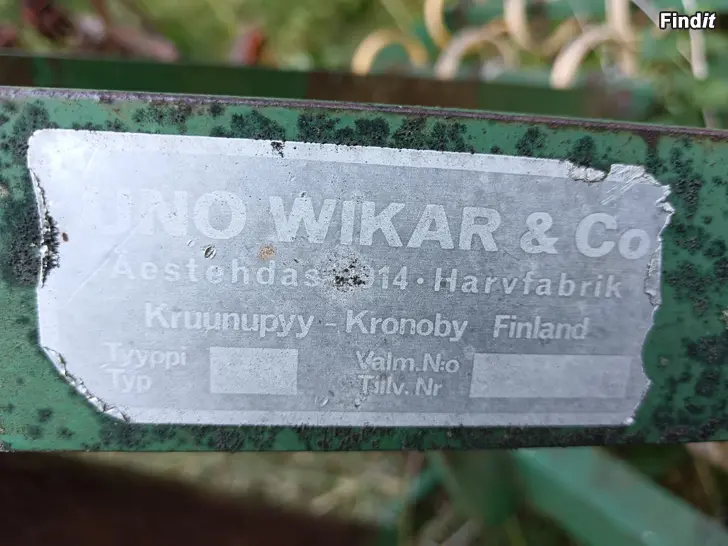 Findit
UNO WIKAR & Co
Aestehdas 1914 · Harvfabrik
Kruunupyy - Kronoby Finland
Tyyppi Valm.N:o
Typ Tillv. Nr